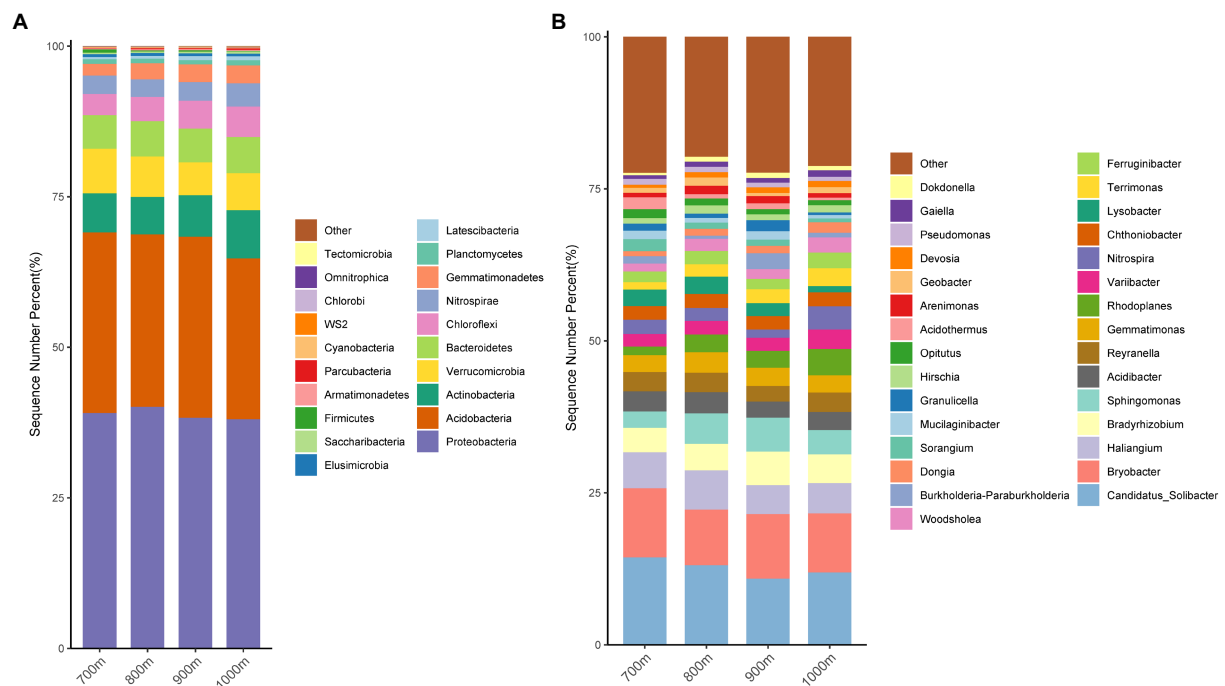 A
Sequence Number Percent(%)
100
75
50
25
0
700m
800m
900m
1000m
Other
Tectomicrobia
Omnitrophica
Chlorobi
WS2
Cyanobacteria
Parcubacteria
Armatimonadetes
Firmicutes
Saccharibacteria
Elusimicrobia
Latescibacteria
Planctomycetes
Gemmatimonadetes
Nitrospirae
Chloroflexi
Bacteroidetes
Verrucomicrobia
Actinobacteria
Acidobacteria
Proteobacteria
B
Sequence Number Percent(%)
100
75
50
25
0
700m
800m
900m
1000m
Other
Dokdonella
Gaiella
Pseudomonas
Devosia
Geobacter
Arenimonas
Acidothermus
Opitutus
Hirschia
Granulicella
Mucilaginibacter
Sorangium
Dongia
Burkholderia-Paraburkholderia
Woodsholea
Ferruginibacter
Terrimonas
Lysobacter
Chthoniobacter
Nitrospira
Variibacter
Rhodoplanes
Gemmatimonas
Reyranella
Acidibacter
Sphingomonas
Bradyrhizobium
Haliangium
Bryobacter
Candidatus_Solibacter